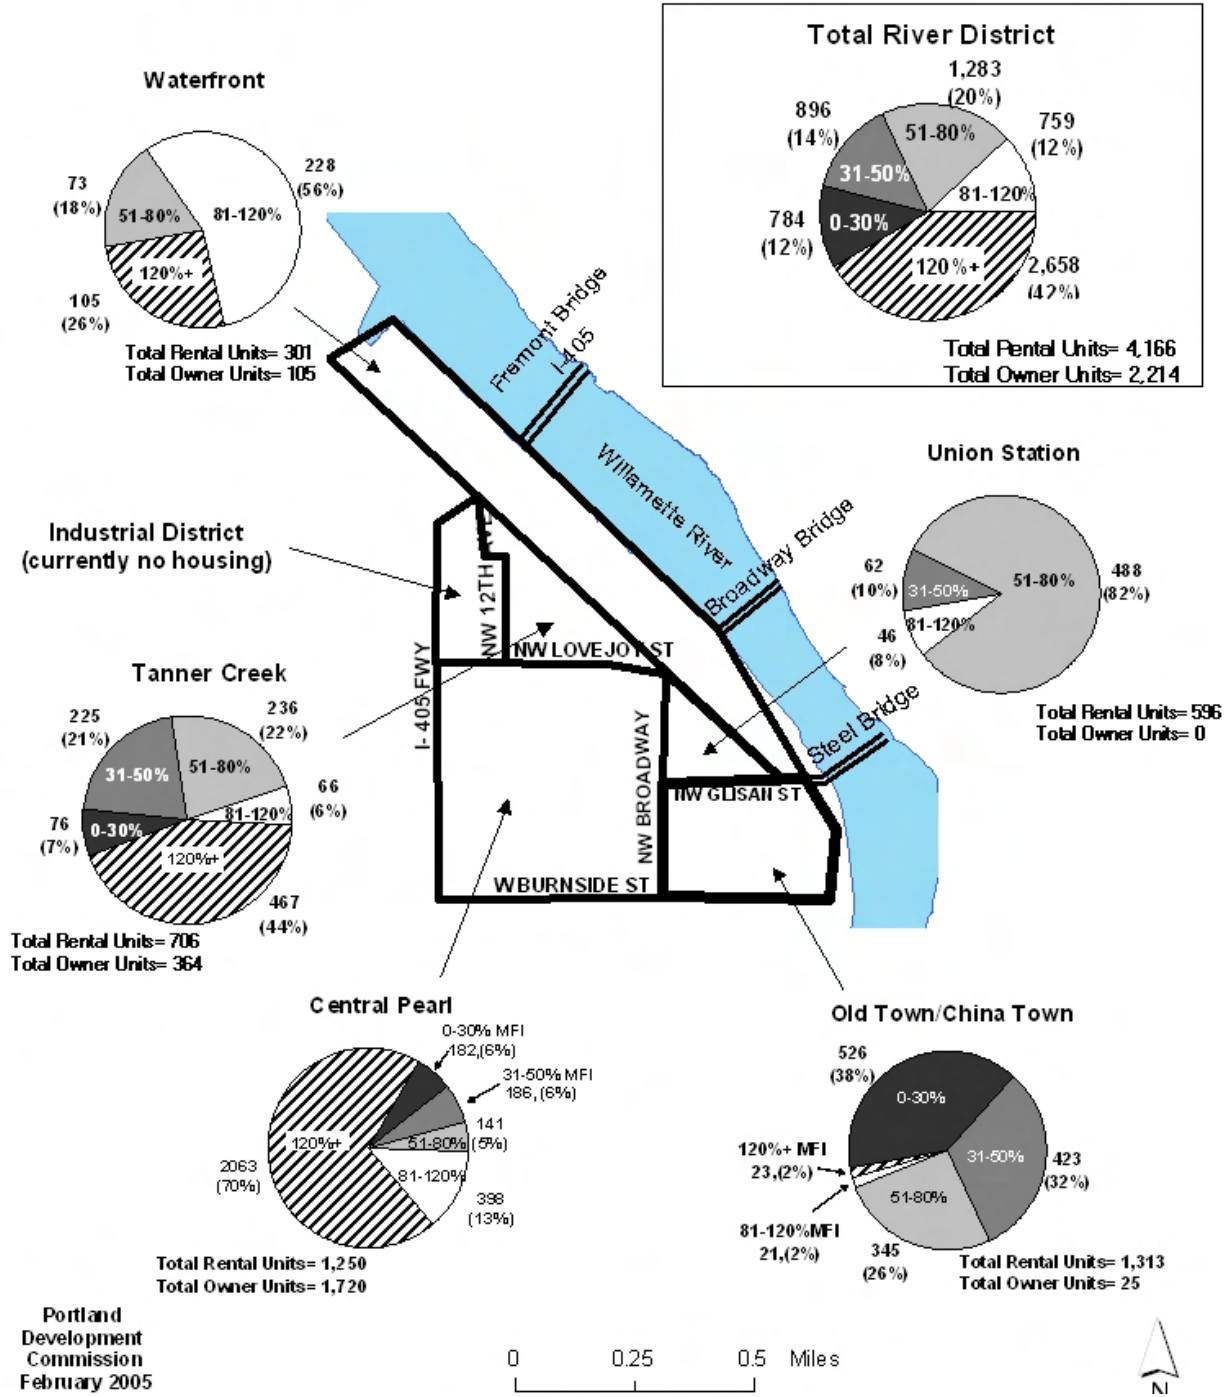 Total River District
1,283
(20%)
896
(14%)
759
(12%)
51-80%
31-50%
81-120%
784
(12%)
0-30%
120%+
2,658
(42%)
Total Rental Units= 4,166
Total Owner Units= 2,214
Waterfront
228
(56%)
73
(18%)
51-80%
81-120%
120%+
105
(26%)
Total Rental Units= 301
Total Owner Units= 105
Fremont Bridge
I-405
Willamette River
Broadway Bridge
Steel Bridge
Union Station
62
(10%)
51-80%
488
(82%)
31-50%
81-120%
46
(8%)
Total Rental Units= 596
Total Owner Units= 0
Industrial District
(currently no housing)
NW 12TH
NW LOVEJOY ST
I-405 FWY
NW BROADWAY
NW GLISAN ST
W BURNSIDE ST
Tanner Creek
225
(21%)
236
(22%)
31-50%
51-80%
66
(6%)
81-120%
76
(7%)
0-30%
120%+
467
(44%)
Total Rental Units= 706
Total Owner Units= 364
Central Pearl
0-30% MFI
182,(6%)
31-50% MFI
186, (6%)
141
(5%)
120%+
51-80%
81-120%
2063
(70%)
398
(13%)
Total Rental Units= 1,250
Total Owner Units= 1,720
Old Town/China Town
526
(38%)
0-30%
120%+ MFI
23,(2%)
31-50%
423
(32%)
51-80%
81-120%MFI
21,(2%)
345
(26%)
Total Rental Units= 1,313
Total Owner Units= 25
Portland
Development
Commission
February 2005
0 0.25 0.5 Miles
N